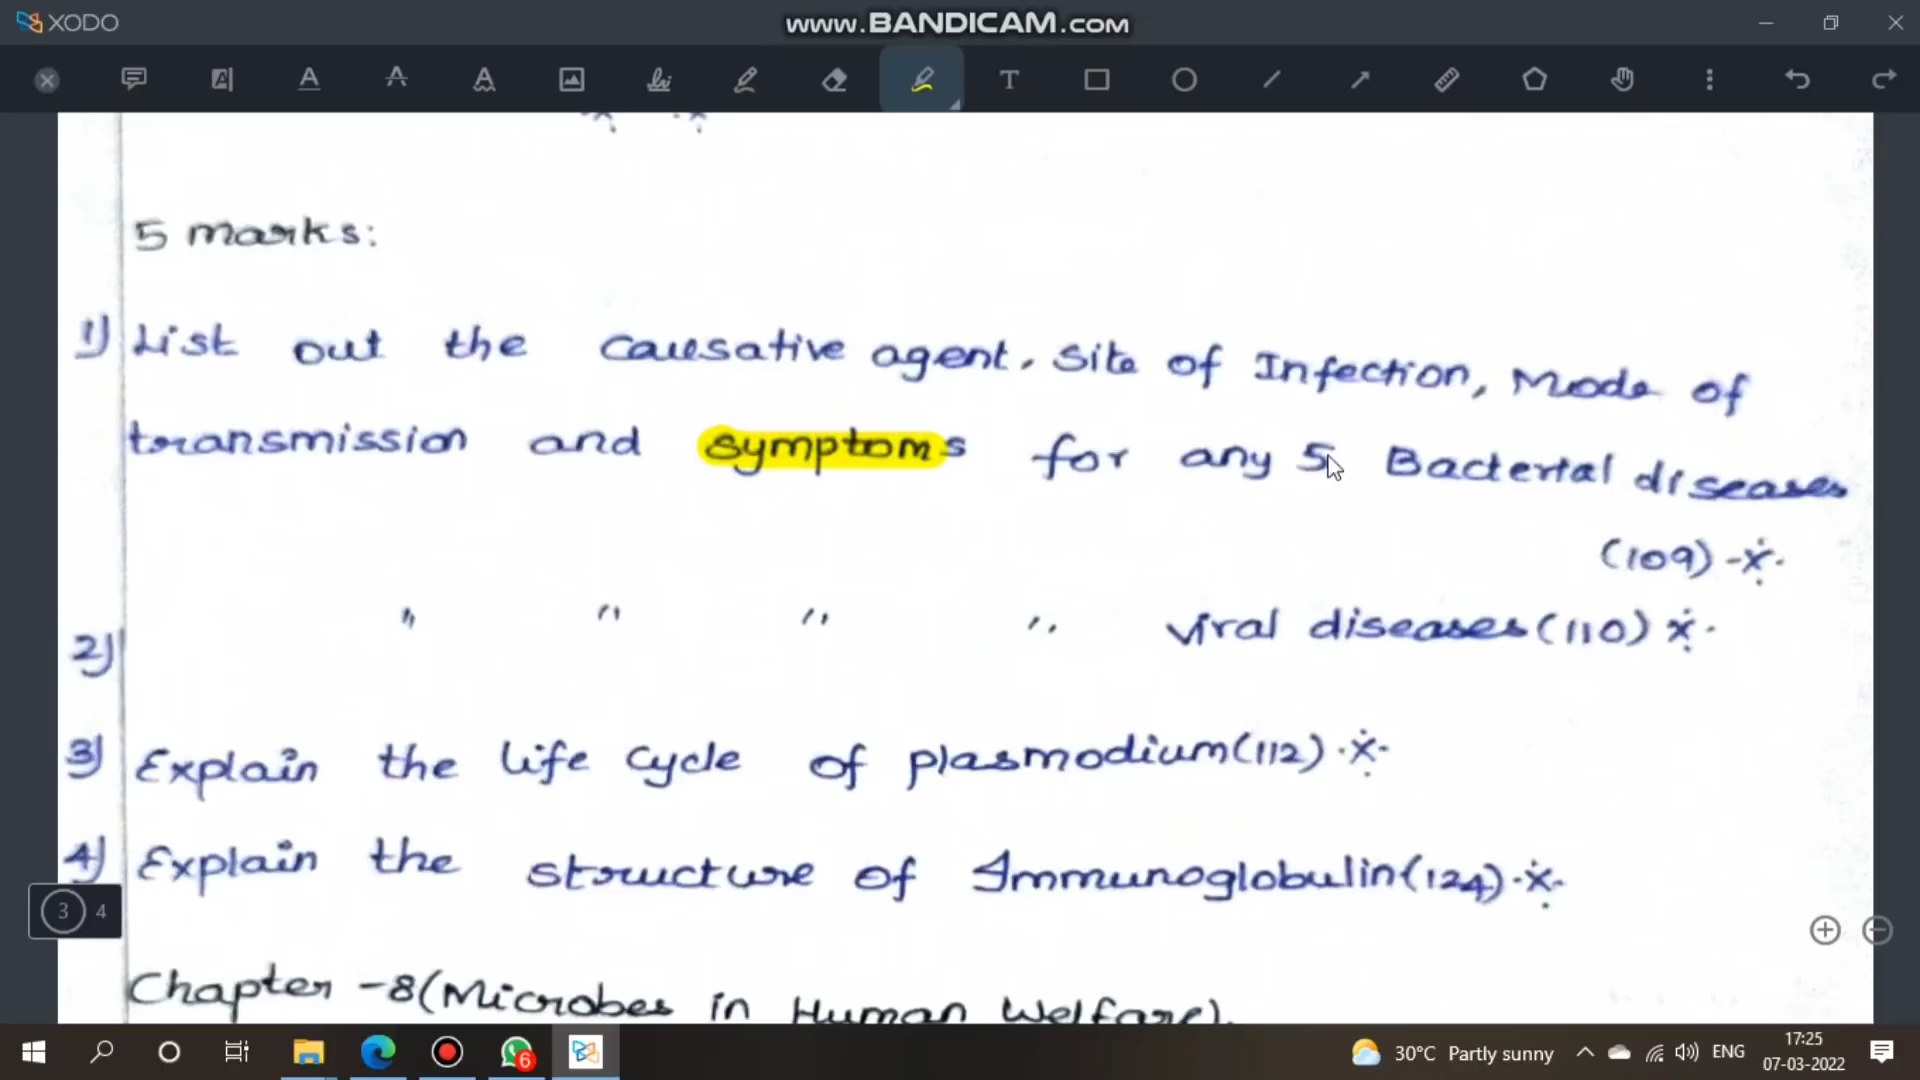 XODO
www.BANDICAM.com
5 marks:
1) List out the causative agent, Site of Infection, Mode of
transmission and symptoms for any 5 Bacterial diseases
(109)
2) " " " " viral diseases (110)
3) Explain the life cycle of plasmodium (112)
4) Explain the structure of Immunoglobulin (124)
3 4
Chapter -8 (Microbes in Human Welfare).
6
30°C Partly sunny
ENG
17:25
07-03-2022